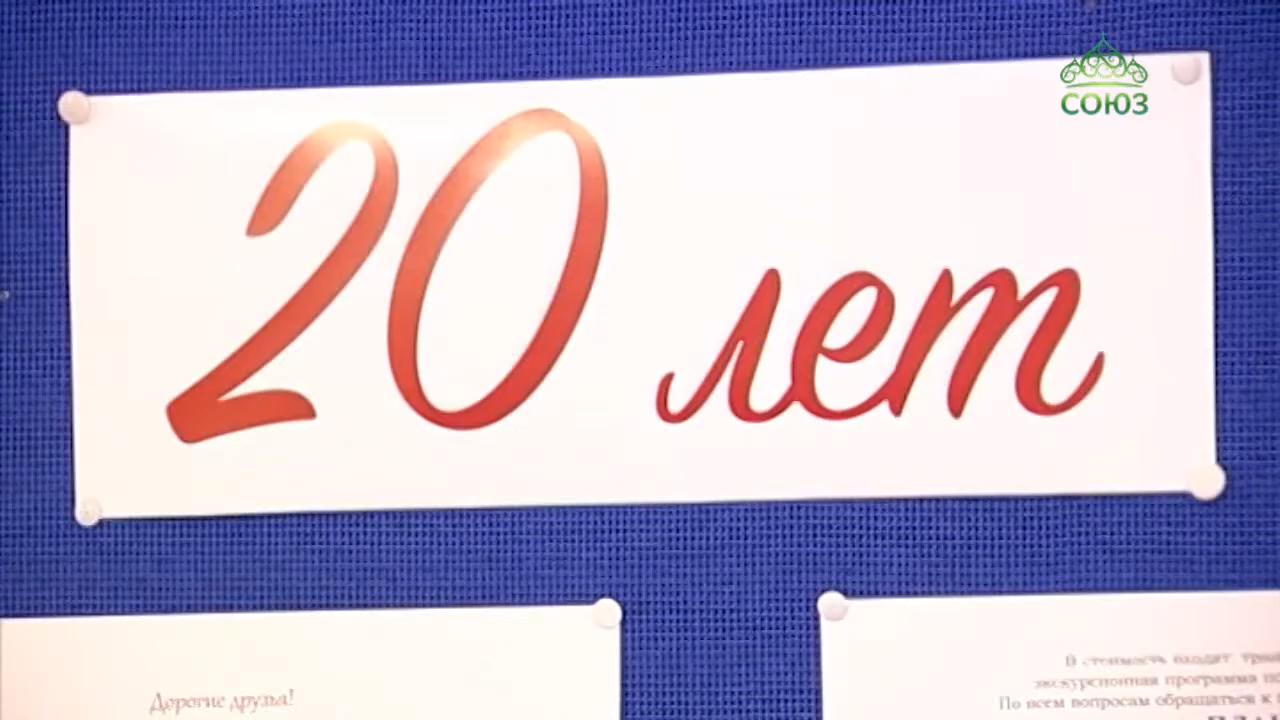 СОЮЗ
20 лет
Дорогие друзья!
В стоимость входит
экскурсионная программа
По всем вопросам обращаться к